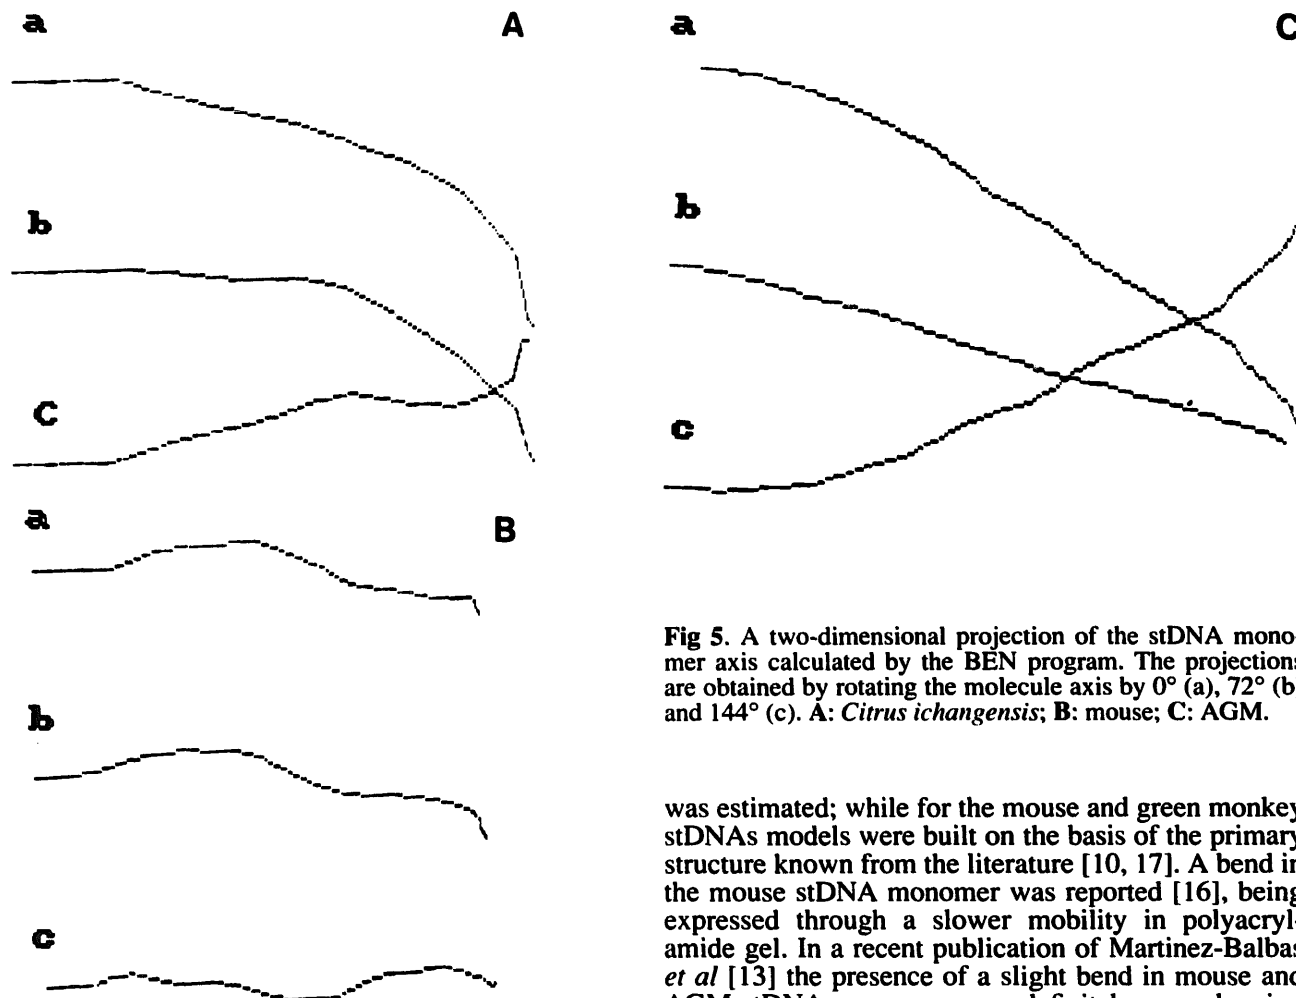 a A
b
c
a B
b
c
a C
b
c
Fig 5. A two-dimensional projection of the stDNA mono-
mer axis calculated by the BEN program. The projections
are obtained by rotating the molecule axis by 0° (a), 72° (b
and 144° (c). A: Citrus ichangensis; B: mouse; C: AGM.
was estimated; while for the mouse and green monkey
stDNAs models were built on the basis of the primary
structure known from the literature [10, 17]. A bend in
the mouse stDNA monomer was reported [16], being
expressed through a slower mobility in polyacryl-
amide gel. In a recent publication of Martinez-Balbas
et al [13] the presence of a slight bend in mouse and